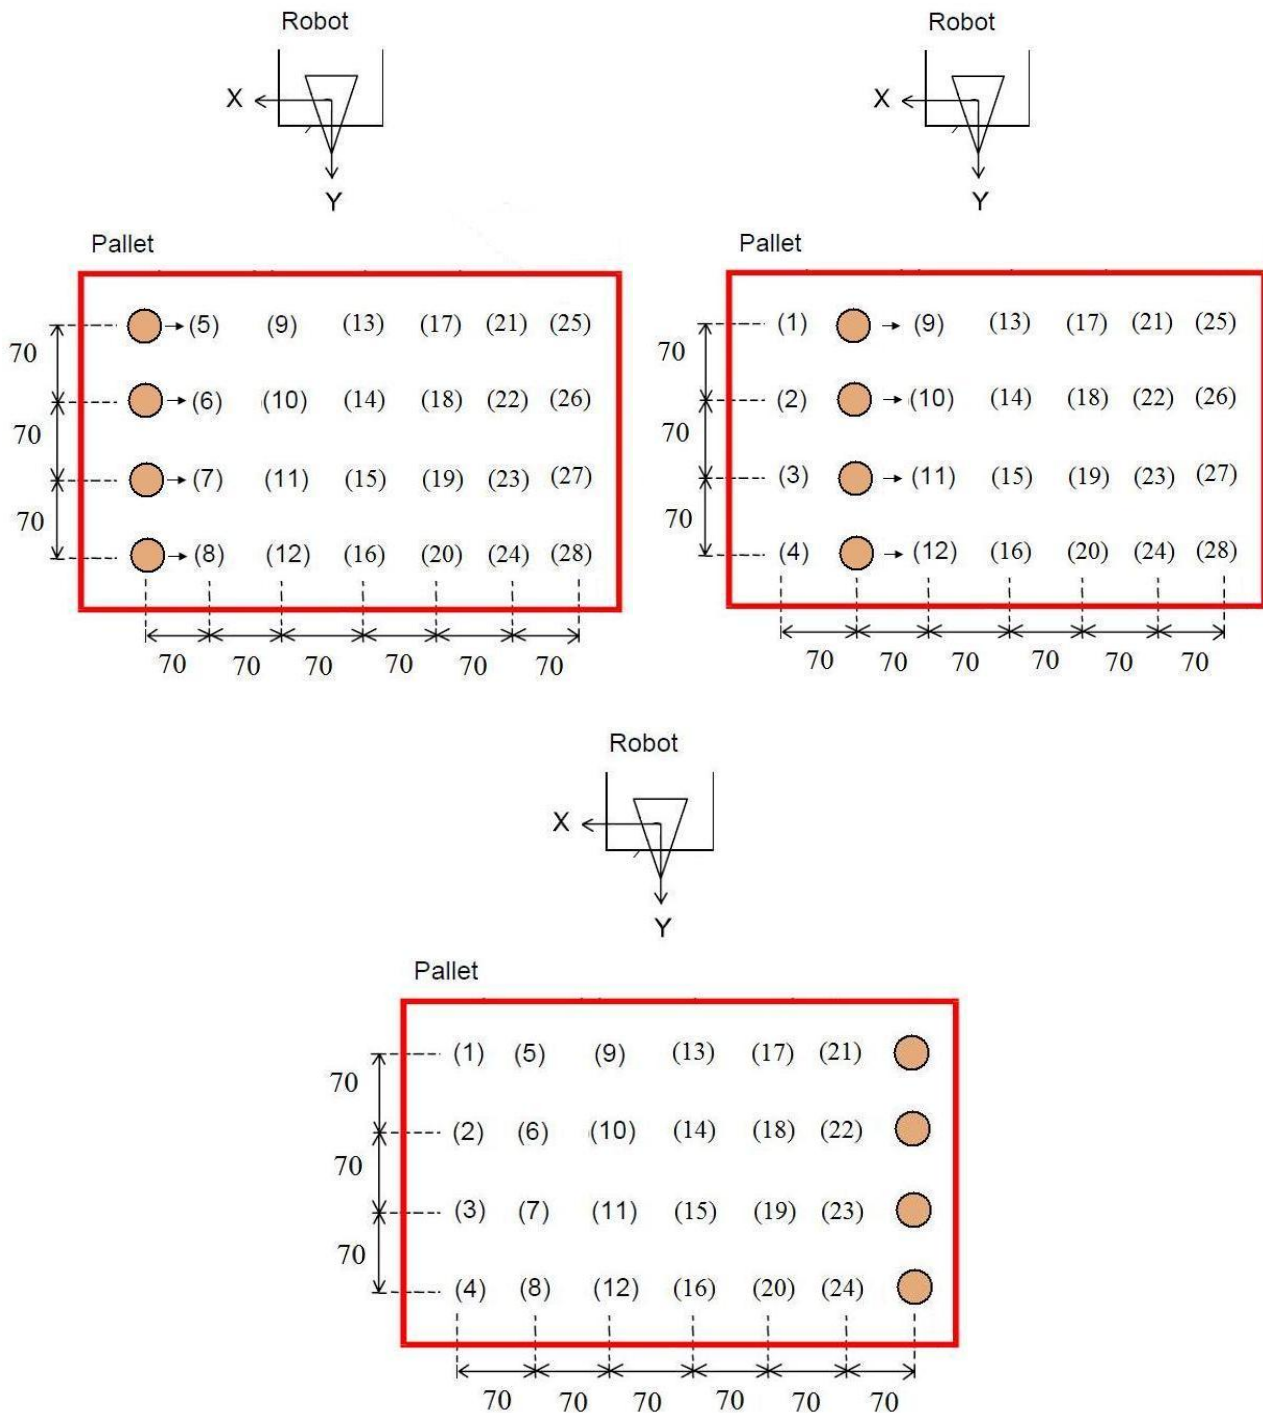 Robot
X
Y
Pallet
(5) (9) (13) (17) (21) (25)
70
(6) (10) (14) (18) (22) (26)
70
(7) (11) (15) (19) (23) (27)
70
(8) (12) (16) (20) (24) (28)
70 70 70 70 70 70
Robot
X
Y
Pallet
(1) (9) (13) (17) (21) (25)
70
(2) (10) (14) (18) (22) (26)
70
(3) (11) (15) (19) (23) (27)
70
(4) (12) (16) (20) (24) (28)
70 70 70 70 70 70
Robot
X
Y
Pallet
(1) (5) (9) (13) (17) (21)
70
(2) (6) (10) (14) (18) (22)
70
(3) (7) (11) (15) (19) (23)
70
(4) (8) (12) (16) (20) (24)
70 70 70 70 70 70